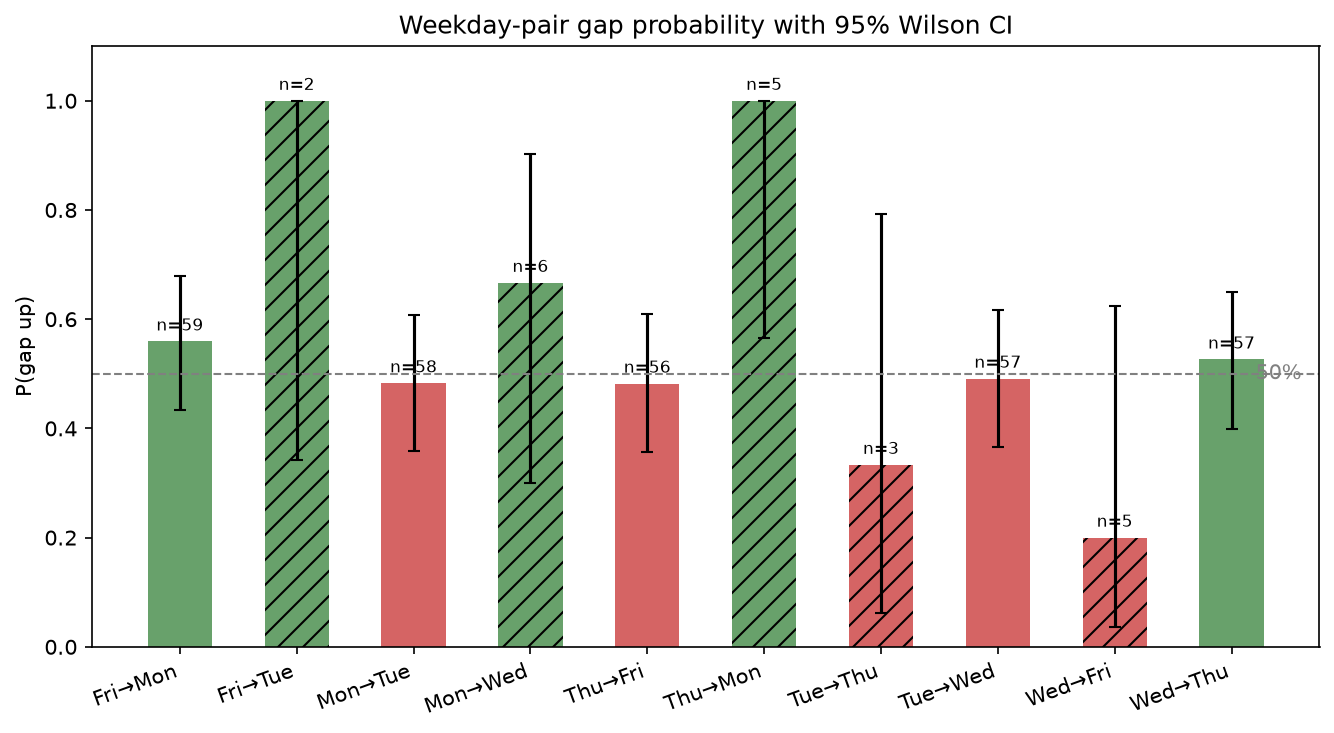 Weekday-pair gap probability with 95% Wilson CI
P(gap up)
1.0
0.8
0.6
0.4
0.2
0.0
n=59
n=2
n=58
n=6
n=56
n=5
n=3
n=57
n=5
n=57
50%
Fri→Mon
Fri→Tue
Mon→Tue
Mon→Wed
Thu→Fri
Thu→Mon
Tue→Thu
Tue→Wed
Wed→Fri
Wed→Thu